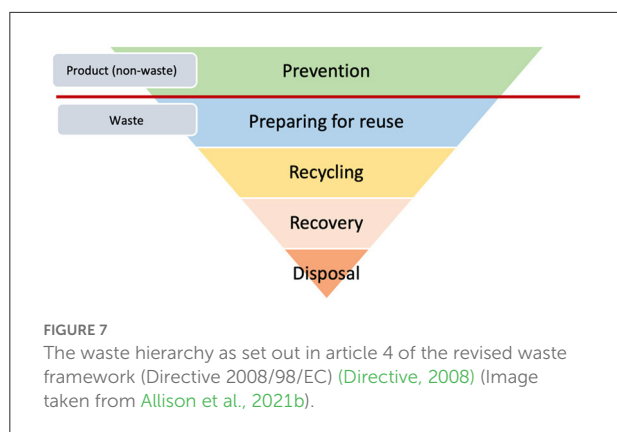 Product (non-waste)
Prevention
Waste
Preparing for reuse
Recycling
Recovery
Disposal
FIGURE 7
The waste hierarchy as set out in article 4 of the revised waste
framework (Directive 2008/98/EC) (Directive, 2008) (Image
taken from Allison et al., 2021b).